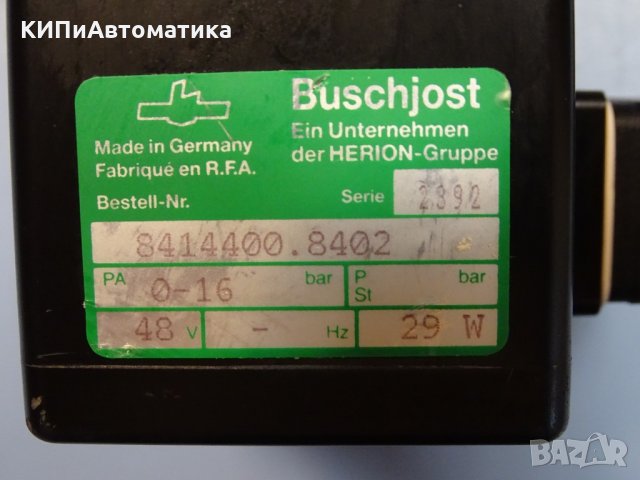 КИПиАвтоматика
Buschjost
Made in Germany
Fabriqué en R.F.A.
Ein Unternehmen
der HERION-Gruppe
Bestell-Nr.
Serie 2392
8414400.8402
PA 0-16 bar
P St bar
48 V
- Hz
29 W
BAZAR